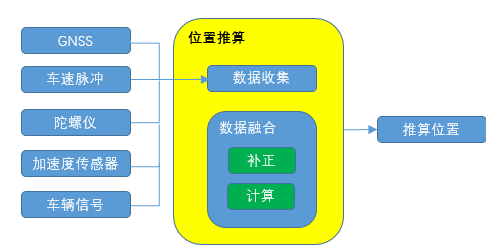 GNSS
车速脉冲
陀螺仪
加速度传感器
车辆信号
位置推算
数据收集
数据融合
补正
计算
推算位置